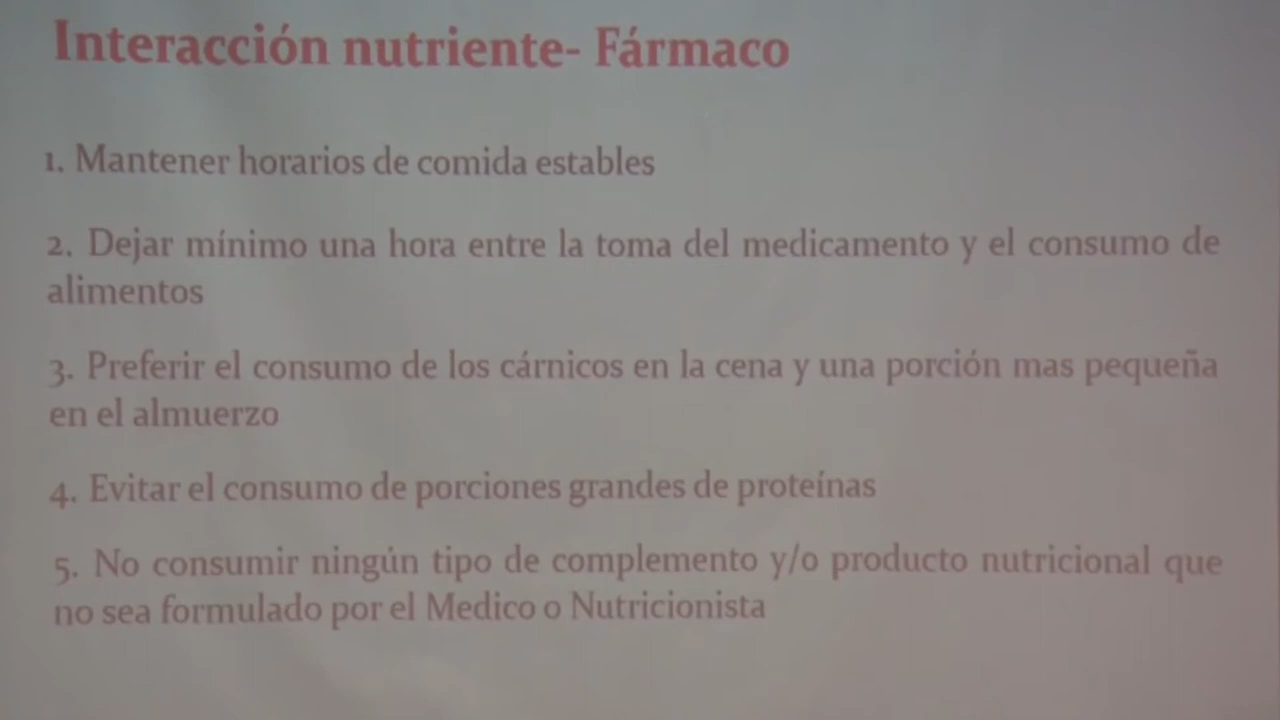 Interacción nutriente- Fármaco
1. Mantener horarios de comida estables
2. Dejar mínimo una hora entre la toma del medicamento y el consumo de
alimentos
3. Preferir el consumo de los cárnicos en la cena y una porción mas pequeña
en el almuerzo
4. Evitar el consumo de porciones grandes de proteínas
5. No consumir ningún tipo de complemento y/o producto nutricional que
no sea formulado por el Medico o Nutricionista